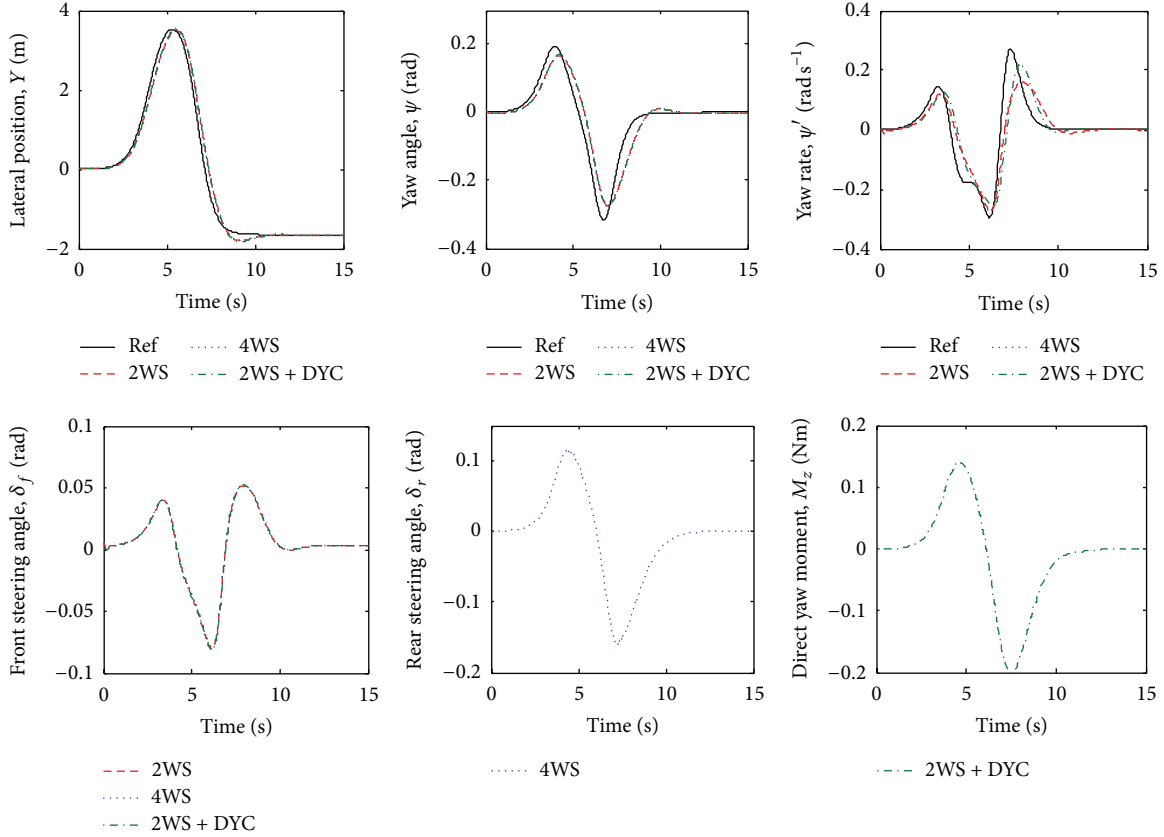 Lateral position, Y (m)
4
2
0
−2
0 5 10 15
Time (s)
Ref 4WS
2WS 2WS + DYC
Yaw angle, ψ (rad)
0.2
0
−0.2
−0.4
0 5 10 15
Time (s)
Ref 4WS
2WS 2WS + DYC
Yaw rate, ψ′ (rad s−1)
0.4
0.2
0
−0.2
−0.4
0 5 10 15
Time (s)
Ref 4WS
2WS 2WS + DYC
Front steering angle, δf (rad)
0.1
0.05
0
−0.05
−0.1
0 5 10 15
Time (s)
2WS
4WS
2WS + DYC
Rear steering angle, δr (rad)
0.1
0
−0.1
−0.2
0 5 10 15
Time (s)
4WS
Direct yaw moment, Mz (Nm)
0.2
0.1
0
−0.1
−0.2
0 5 10 15
Time (s)
2WS + DYC